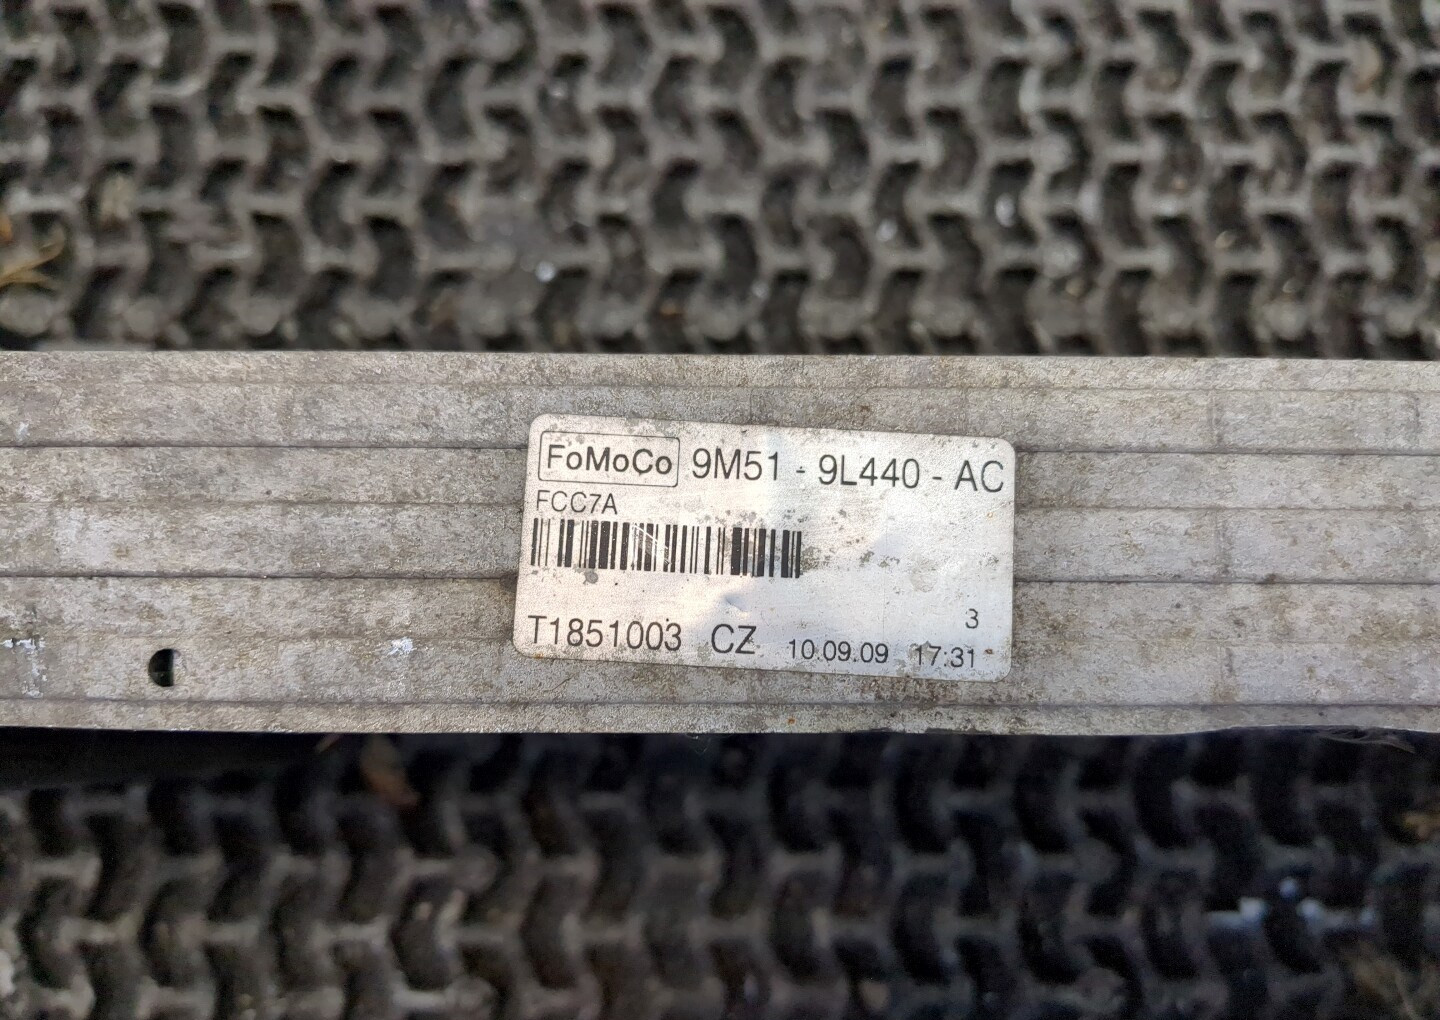 FoMoCo 9M51 - 9L440 - AC
FCC7A
3
T1851003 CZ 10.09.09 17:31